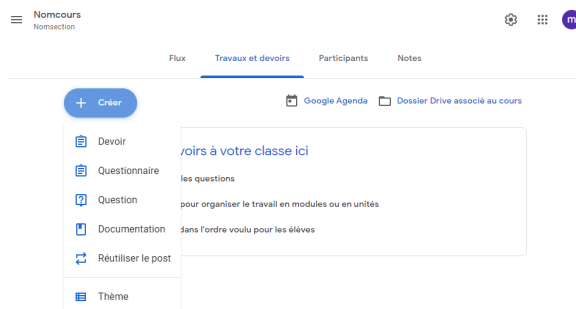 Nomcours
Nomsection
m
Flux Travaux et devoirs Participants Notes
Créer
Google Agenda Dossier Drive associé au cours
Devoir
Questionnaire
Question
Documentation
Réutiliser le post
Thème
voirs à votre classe ici
les questions
pour organiser le travail en modules ou en unités
dans l'ordre voulu pour les élèves